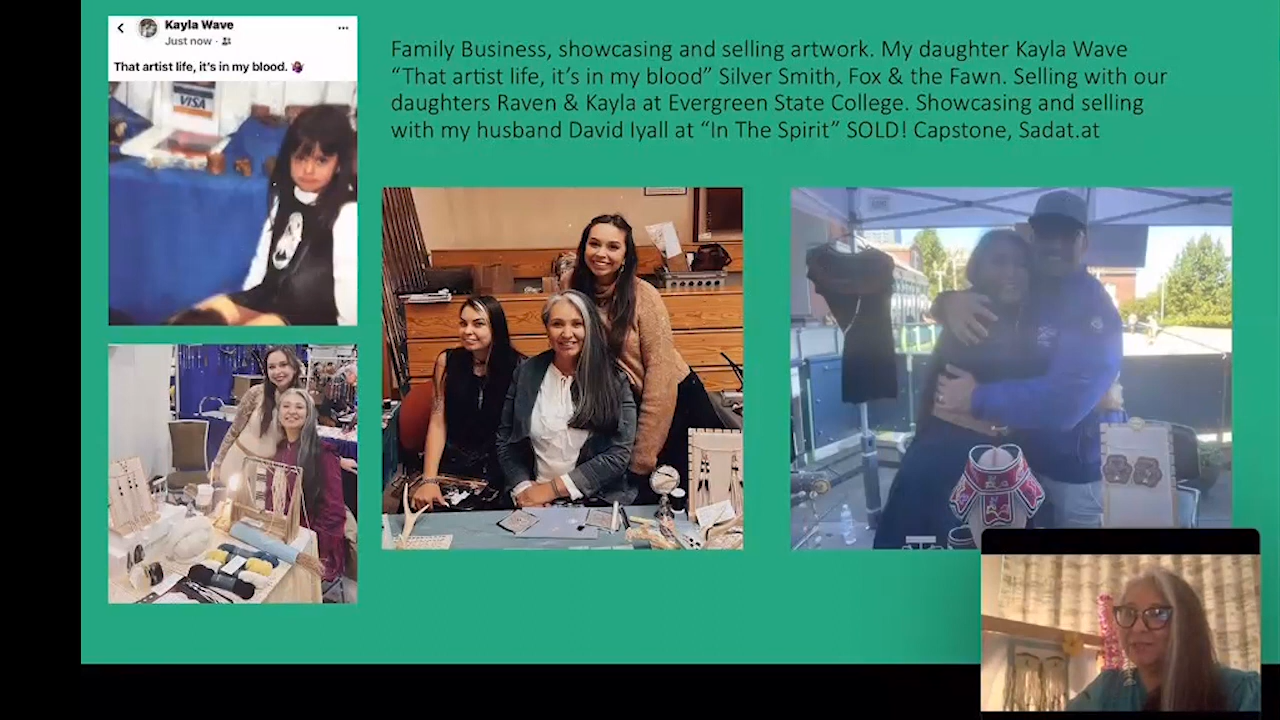 Kayla Wave
Just now ·
That artist life, it's in my blood.
VISA
Family Business, showcasing and selling artwork. My daughter Kayla Wave
“That artist life, it’s in my blood” Silver Smith, Fox & the Fawn. Selling with our
daughters Raven & Kayla at Evergreen State College. Showcasing and selling
with my husband David Iyall at “In The Spirit” SOLD! Capstone, Sadat.at